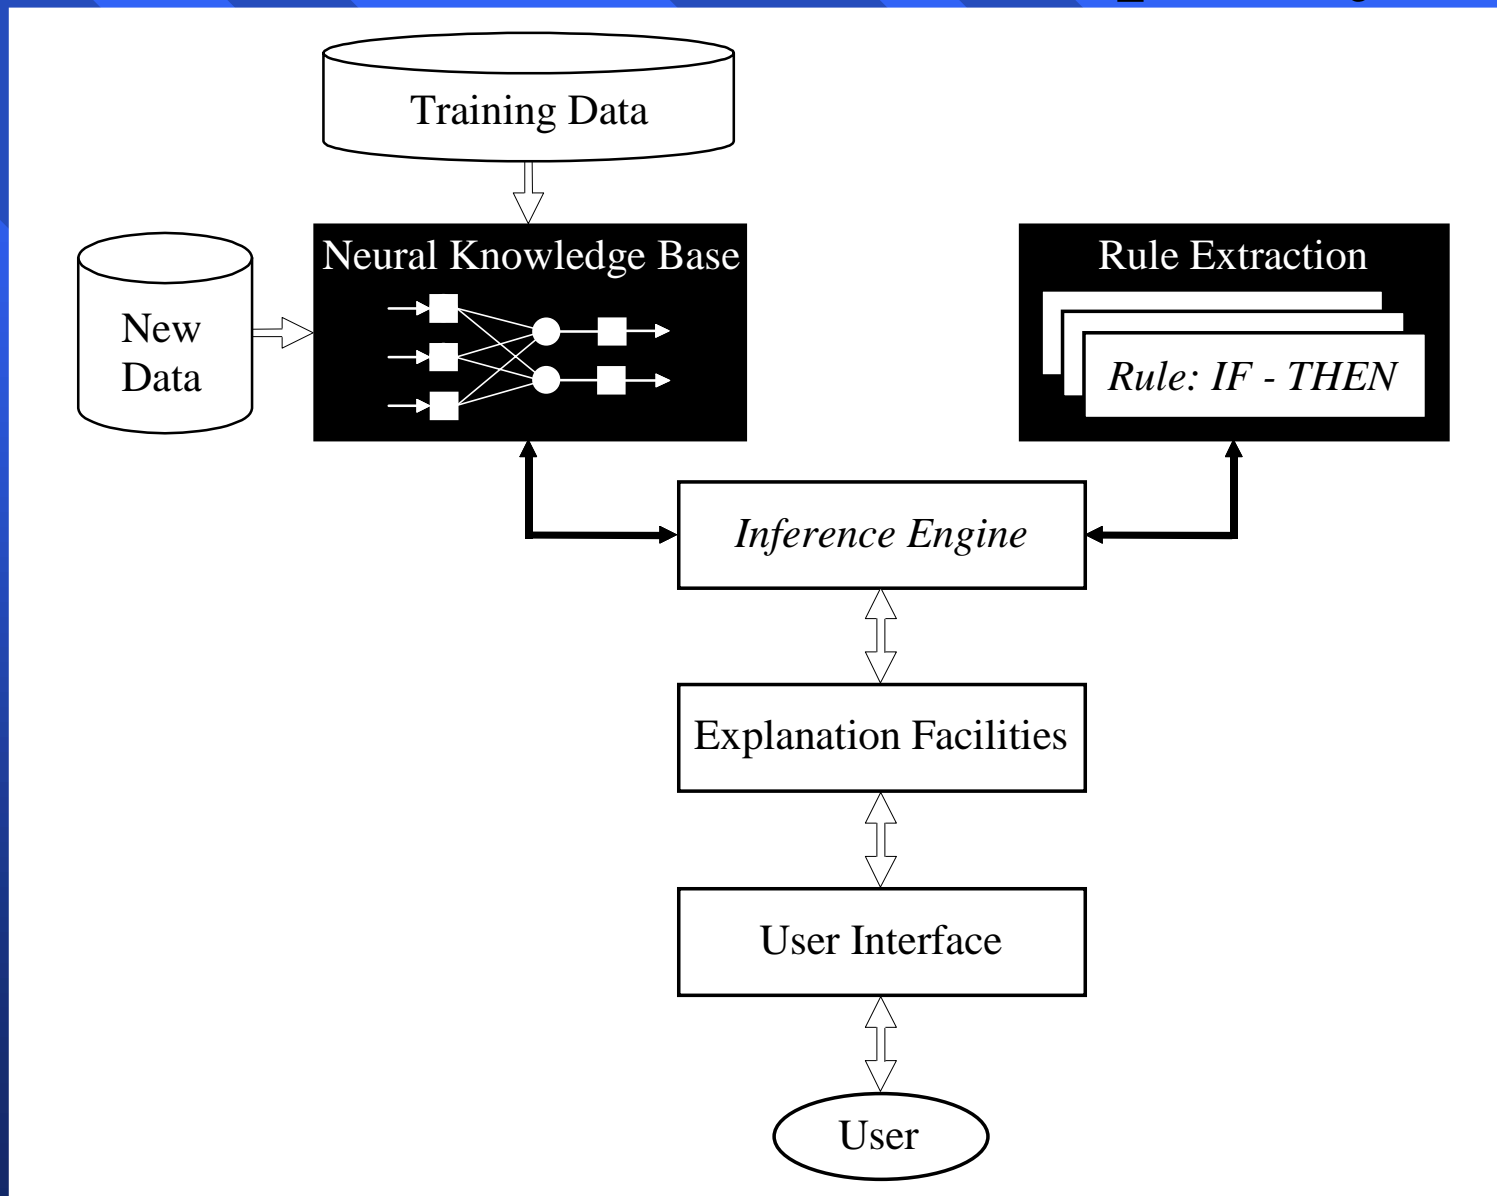 Training Data
Neural Knowledge Base
Rule Extraction
New
Data
Rule: IF - THEN
Inference Engine
Explanation Facilities
User Interface
User